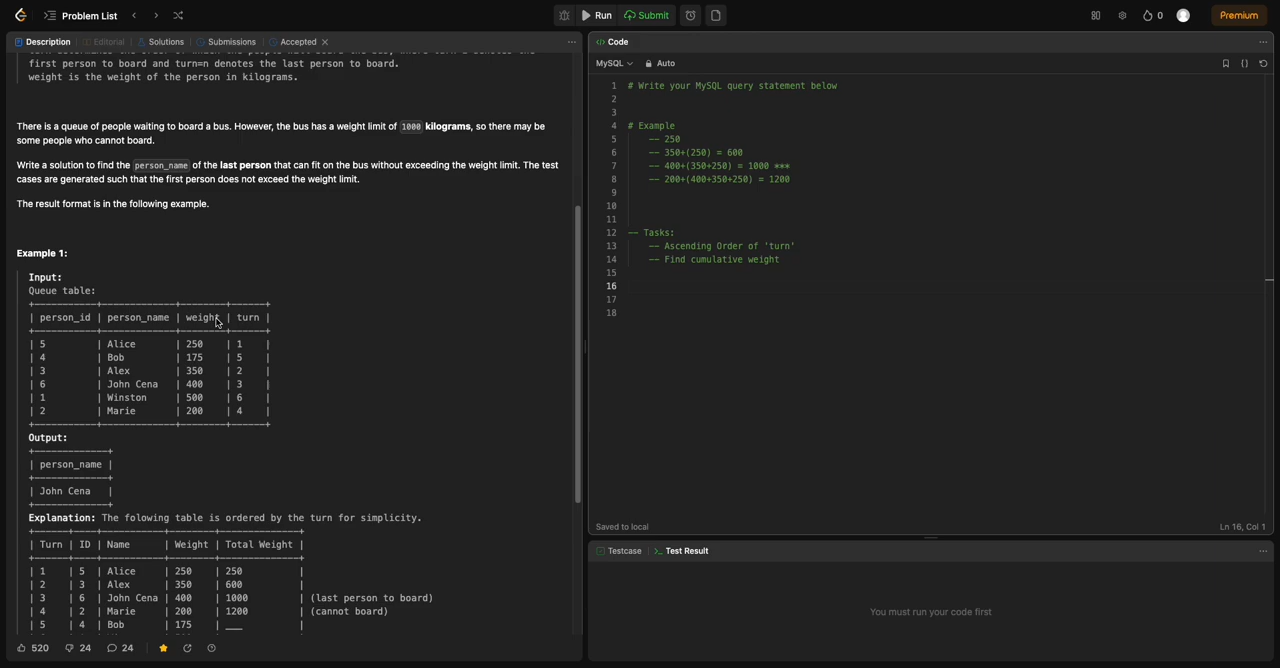 Problem List
Run
Submit
0
Premium
Description
Editorial
Solutions
Submissions
Accepted
first person to board and turn=n denotes the last person to board.
weight is the weight of the person in kilograms.
There is a queue of people waiting to board a bus. However, the bus has a weight limit of 1000 kilograms, so there may be
some people who cannot board.
Write a solution to find the person_name of the last person that can fit on the bus without exceeding the weight limit. The test
cases are generated such that the first person does not exceed the weight limit.
The result format is in the following example.
Example 1:
Input:
Queue table:
+-----------+-------------+--------+------+
| person_id | person_name | weight | turn |
+-----------+-------------+--------+------+
| 5 | Alice | 250 | 1 |
| 4 | Bob | 175 | 5 |
| 3 | Alex | 350 | 2 |
| 6 | John Cena | 400 | 3 |
| 1 | Winston | 500 | 6 |
| 2 | Marie | 200 | 4 |
+-----------+-------------+--------+------+
Output:
+-------------+
| person_name |
+-------------+
| John Cena |
+-------------+
Explanation: The folowing table is ordered by the turn for simplicity.
+------+----+-----------+--------+--------------+
| Turn | ID | Name | Weight | Total Weight |
+------+----+-----------+--------+--------------+
| 1 | 5 | Alice | 250 | 250 |
| 2 | 3 | Alex | 350 | 600 |
| 3 | 6 | John Cena | 400 | 1000 | (last person to board)
| 4 | 2 | Marie | 200 | 1200 | (cannot board)
| 5 | 4 | Bob | 175 | ___ |
520
24
24
Code
MySQL
Auto
1 # Write your MySQL query statement below
2
3
4 # Example
5 -- 250
6 -- 350+(250) = 600
7 -- 400+(350+250) = 1000 ***
8 -- 200+(400+350+250) = 1200
9
10
11
12 -- Tasks:
13 -- Ascending Order of 'turn'
14 -- Find cumulative weight
15
16
17
18
Saved to local
Ln 16, Col 1
Testcase
Test Result
You must run your code first